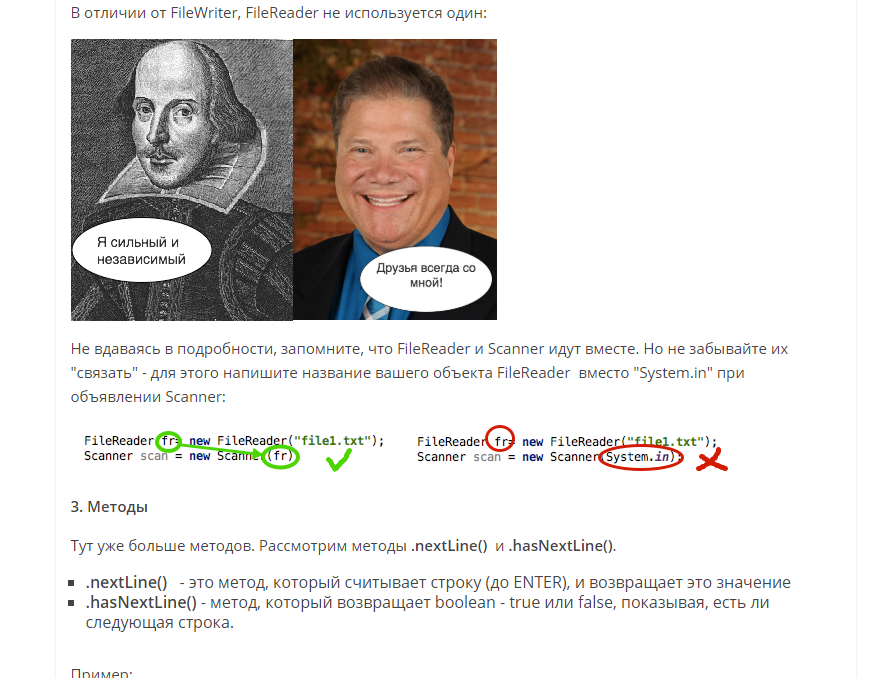 В отличии от FileWriter, FileReader не используется один:
Я сильный и
независимый
Друзья всегда со
мной!
Не вдаваясь в подробности, запомните, что FileReader и Scanner идут вместе. Но не забывайте их
"связать" - для этого напишите название вашего объекта FileReader вместо "System.in" при
объявлении Scanner:
FileReader fr= new FileReader("file1.txt");
Scanner scan = new Scanner(fr)
FileReader fr= new FileReader("file1.txt");
Scanner scan = new Scanner(System.in);
3. Методы
Тут уже больше методов. Рассмотрим методы .nextLine() и .hasNextLine().
.nextLine() - это метод, который считывает строку (до ENTER), и возвращает это значение
.hasNextLine() - метод, который возвращает boolean - true или false, показывая, есть ли
следующая строка.
Пример: